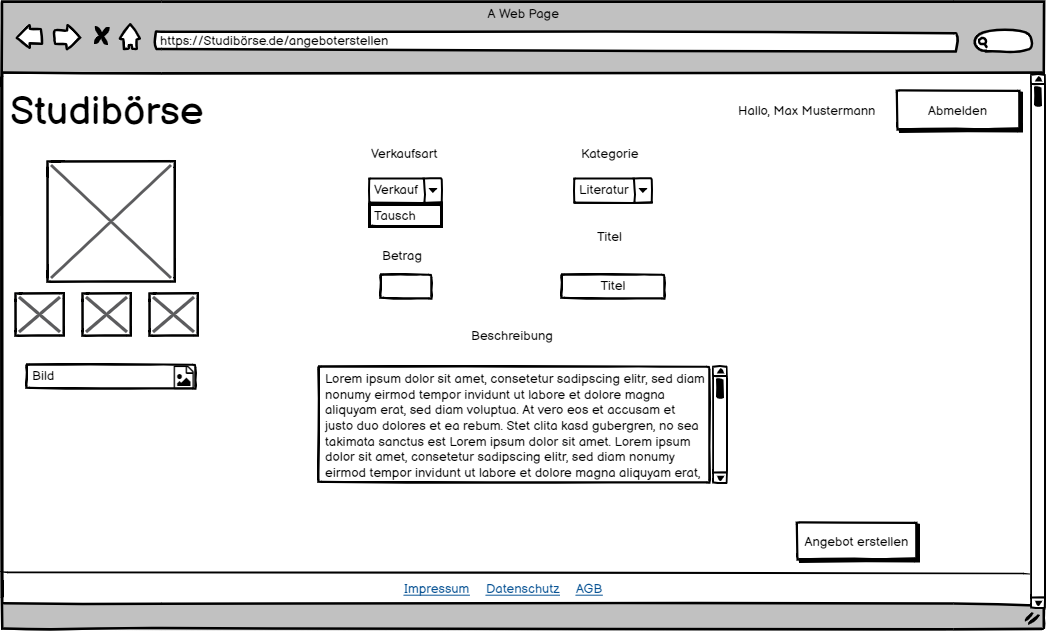 A Web Page
https://Studibörse.de/angeboterstellen
Studibörse
Hallo, Max Mustermann
Abmelden
Verkaufsart
Kategorie
Verkauf
Literatur
Tausch
Titel
Betrag
Titel
Beschreibung
Bild
Lorem ipsum dolor sit amet, consetetur sadipscing elitr, sed diam
nonumy eirmod tempor invidunt ut labore et dolore magna
aliquyam erat, sed diam voluptua. At vero eos et accusam et
justo duo dolores et ea rebum. Stet clita kasd gubergren, no sea
takimata sanctus est Lorem ipsum dolor sit amet. Lorem ipsum
dolor sit amet, consetetur sadipscing elitr, sed diam nonumy
eirmod tempor invidunt ut labore et dolore magna aliquyam erat,
Angebot erstellen
Impressum Datenschutz AGB